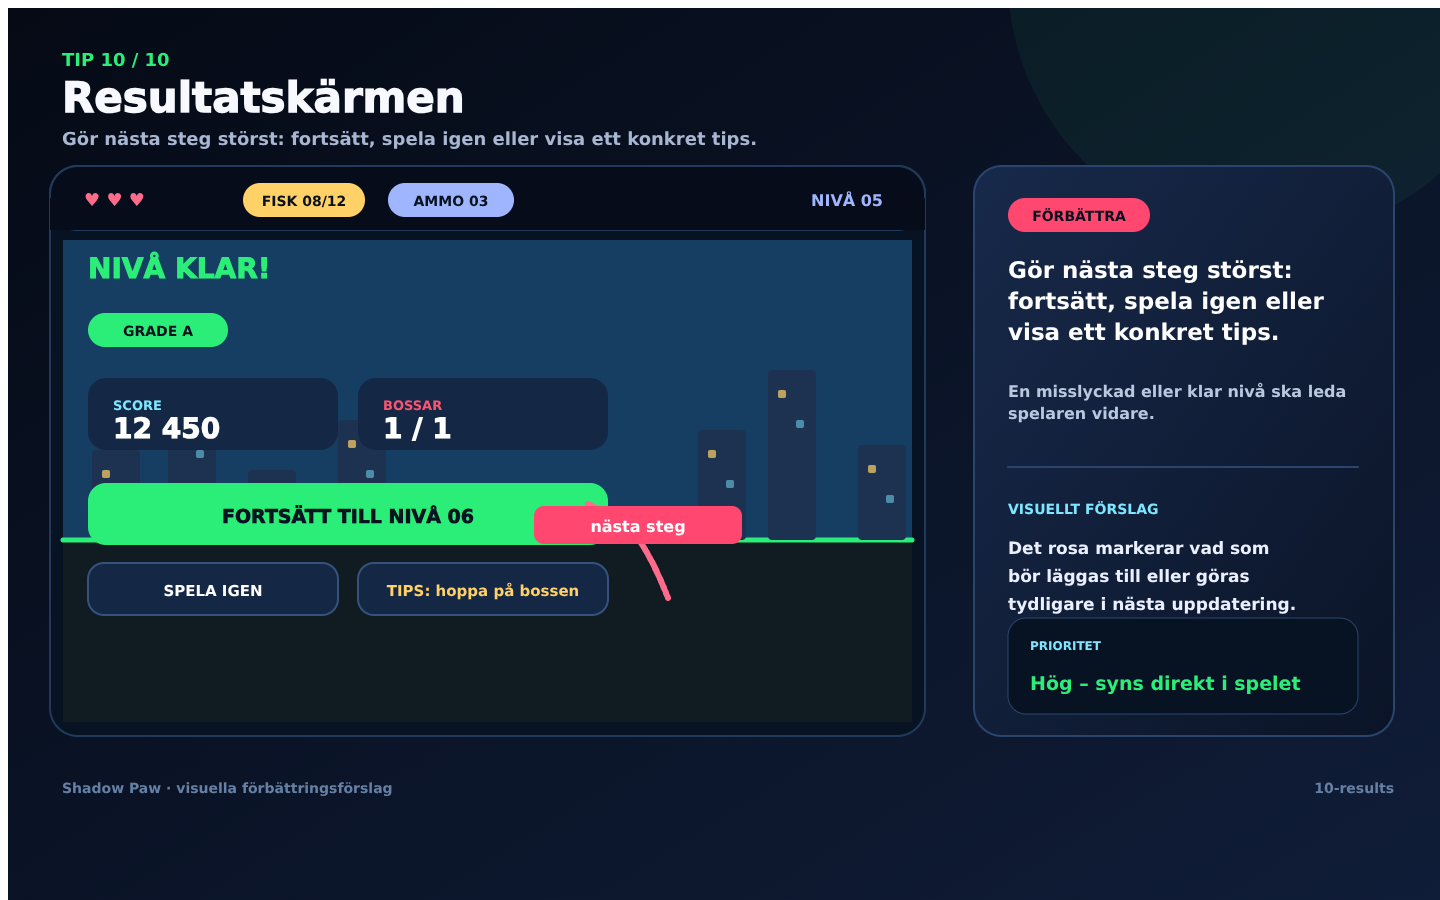 TIP 10 / 10
Resultatskärmen
Gör nästa steg störst: fortsätt, spela igen eller visa ett konkret tips.
♥ ♥ ♥
FISK 08/12
AMMO 03
NIVÅ 05
NIVÅ KLAR!
GRADE A
SCORE
12 450
BOSSAR
1 / 1
FORTSÄTT TILL NIVÅ 06
nästa steg
SPELA IGEN
TIPS: hoppa på bossen
FÖRBÄTTRA
Gör nästa steg störst:
fortsätt, spela igen eller
visa ett konkret tips.
En misslyckad eller klar nivå ska leda
spelaren vidare.
VISUELLT FÖRSLAG
Det rosa markerar vad som
bör läggas till eller göras
tydligare i nästa uppdatering.
PRIORITET
Hög – syns direkt i spelet
Shadow Paw · visuella förbättringsförslag
10-results